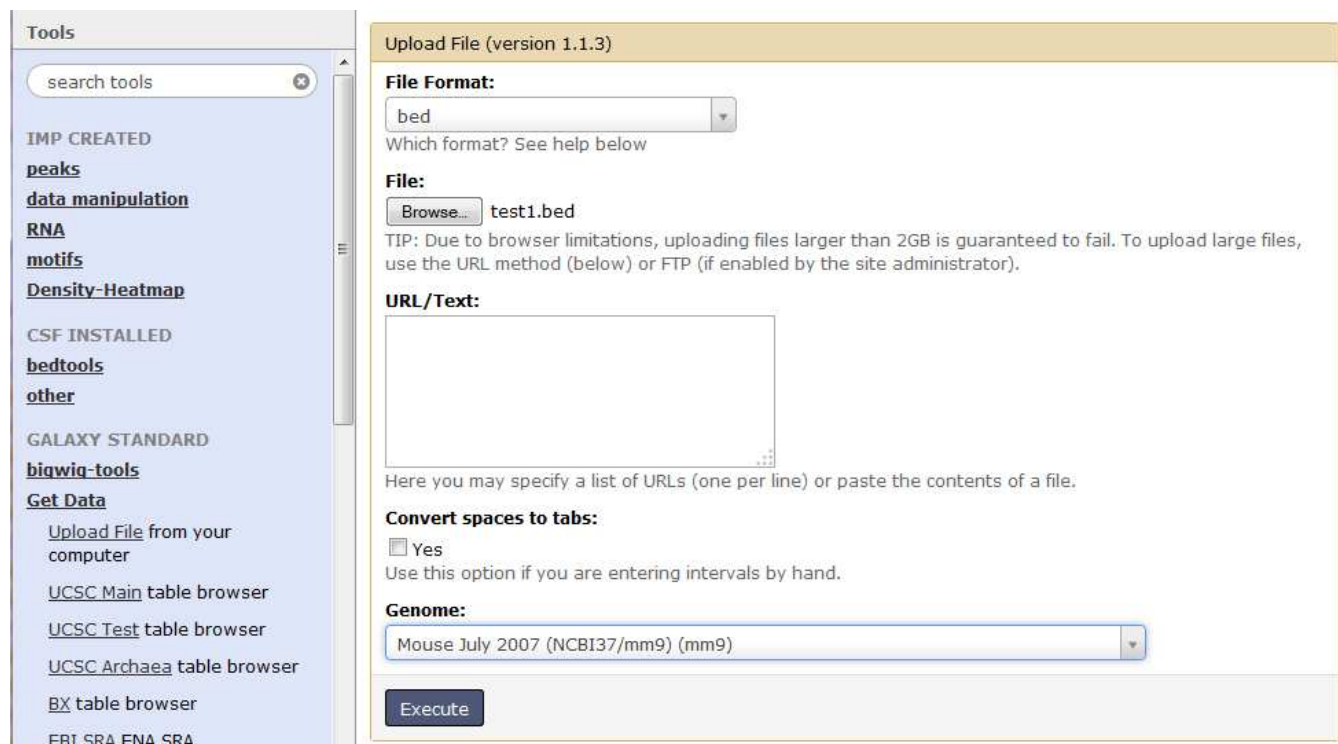 Tools
search tools
IMP CREATED
peaks
data manipulation
RNA
motifs
Density-Heatmap
CSF INSTALLED
bedtools
other
GALAXY STANDARD
bigwig-tools
Get Data
Upload File from your
computer
UCSC Main table browser
UCSC Test table browser
UCSC Archaea table browser
BX table browser
EBI SRA ENA SRA
Upload File (version 1.1.3)
File Format:
bed
Which format? See help below
File:
Browse... test1.bed
TIP: Due to browser limitations, uploading files larger than 2GB is guaranteed to fail. To upload large files,
use the URL method (below) or FTP (if enabled by the site administrator).
URL/Text:
Here you may specify a list of URLs (one per line) or paste the contents of a file.
Convert spaces to tabs:
Yes
Use this option if you are entering intervals by hand.
Genome:
Mouse July 2007 (NCBI37/mm9) (mm9)
Execute